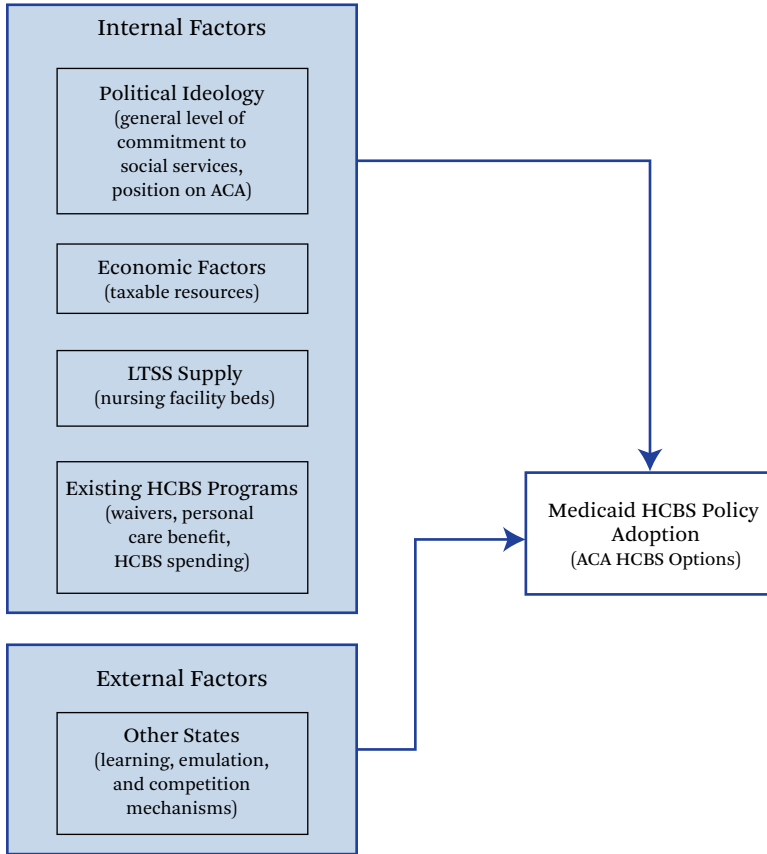 Internal Factors
Political Ideology
(general level of
commitment to
social services,
position on ACA)
Economic Factors
(taxable resources)
LTSS Supply
(nursing facility beds)
Existing HCBS Programs
(waivers, personal
care benefit,
HCBS spending)
Medicaid HCBS Policy
Adoption
(ACA HCBS Options)
External Factors
Other States
(learning, emulation,
and competition
mechanisms)